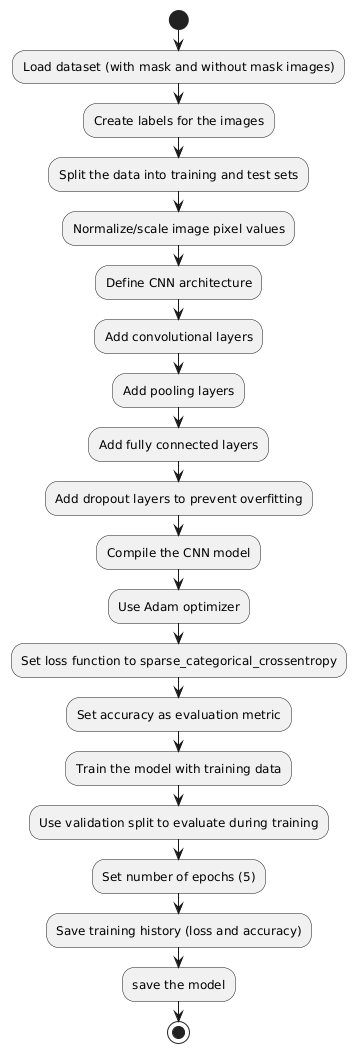 Load dataset (with mask and without mask images)
Create labels for the images
Split the data into training and test sets
Normalize/scale image pixel values
Define CNN architecture
Add convolutional layers
Add pooling layers
Add fully connected layers
Add dropout layers to prevent overfitting
Compile the CNN model
Use Adam optimizer
Set loss function to sparse_categorical_crossentropy
Set accuracy as evaluation metric
Train the model with training data
Use validation split to evaluate during training
Set number of epochs (5)
Save training history (loss and accuracy)
save the model